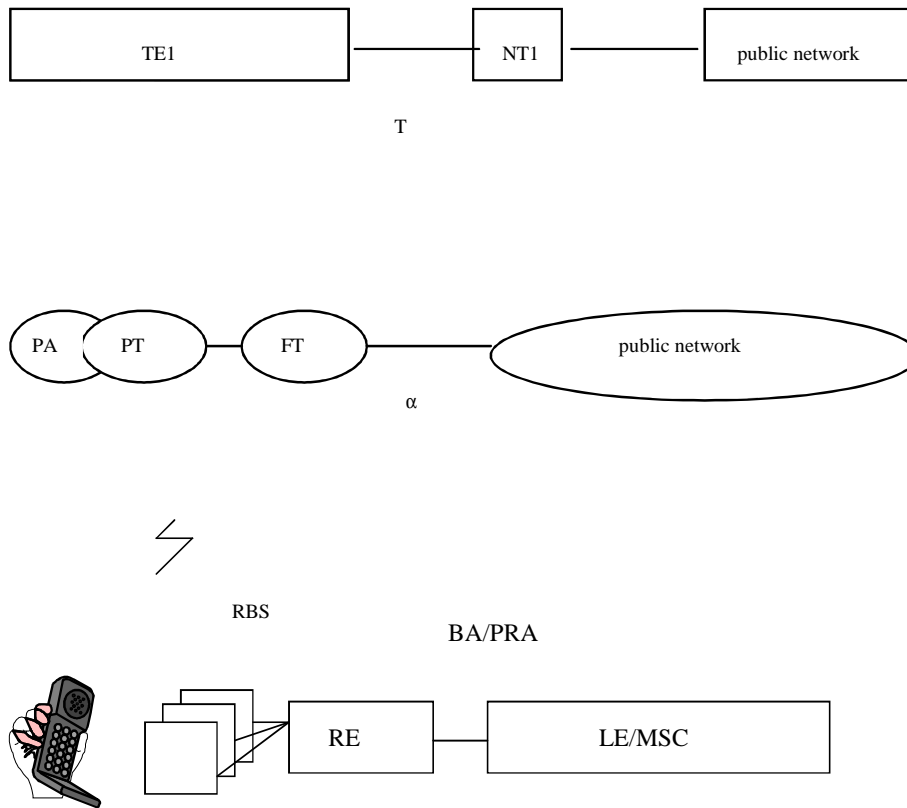 TE1 NT1 public network
T
PA PT FT public network
α
RBS
BA/PRA
RE LE/MSC